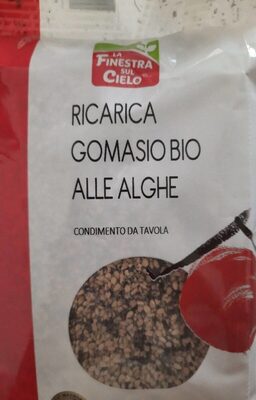 LA
FINESTRA
SUL
CIELO
RICARICA
GOMASIO BIO
ALLE ALGHE
CONDIMENTO DA TAVOLA